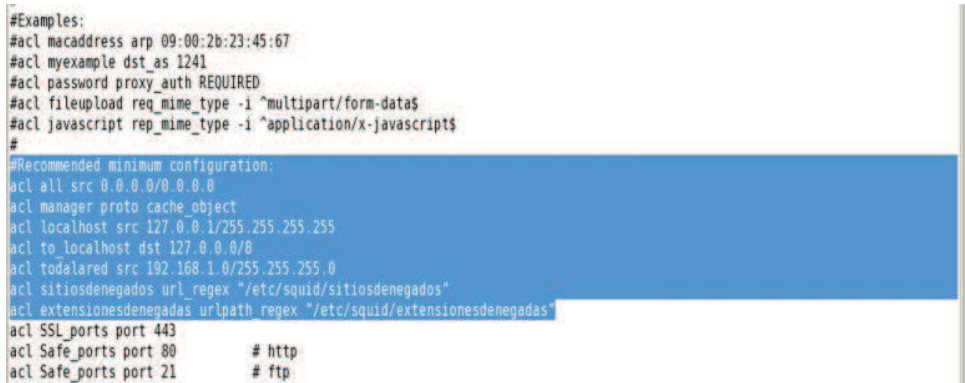 #Examples:
#acl macaddress arp 09:00:2b:23:45:67
#acl myexample dst_as 1241
#acl password proxy_auth REQUIRED
#acl fileupload req_mime_type -i ^multipart/form-data$
#acl javascript rep_mime_type -i ^application/x-javascript$
#
#Recommended minimum configuration:
acl all src 0.0.0.0/0.0.0.0
acl manager proto cache_object
acl localhost src 127.0.0.1/255.255.255.255
acl to_localhost dst 127.0.0.0/8
acl todalared src 192.168.1.0/255.255.255.0
acl sitiosdenegados url_regex "/etc/squid/sitiosdenegados"
acl extensionesdenegadas urlpath_regex "/etc/squid/extensionesdenegadas"
acl SSL_ports port 443
acl Safe_ports port 80 # http
acl Safe_ports port 21 # ftp